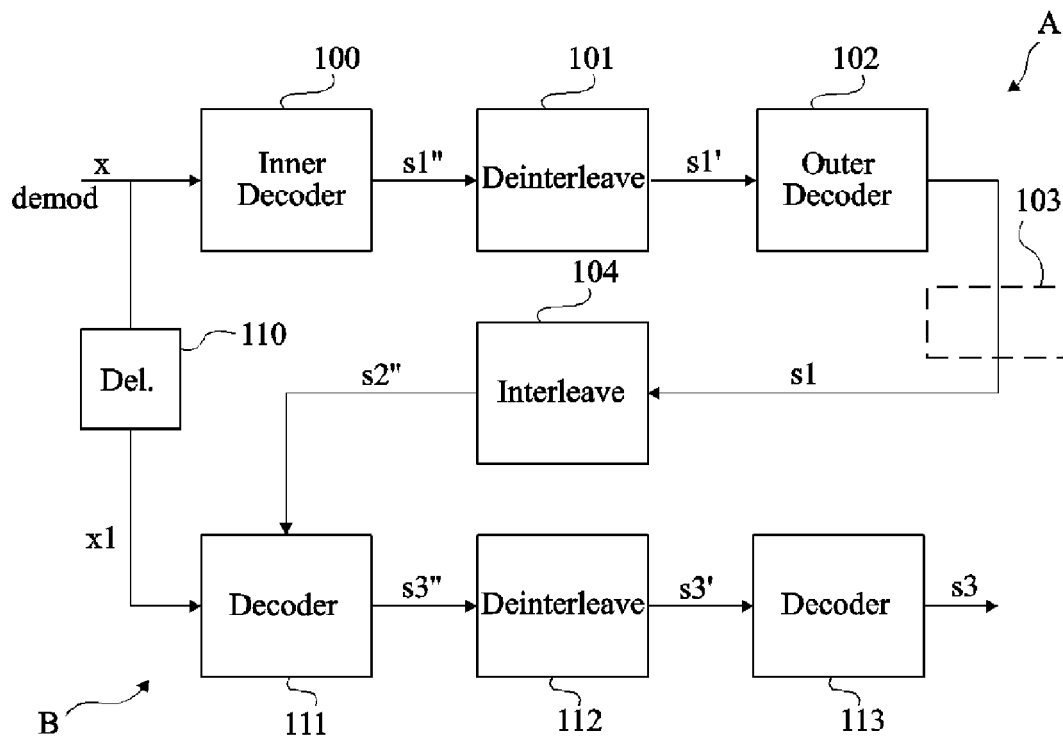 A
100
101
102
x
demod
Inner
Decoder
s1"
Deinterleave
s1'
Outer
Decoder
103
104
110
Del.
s2"
Interleave
s1
x1
Decoder
s3"
Deinterleave
s3'
Decoder
s3
B
111
112
113